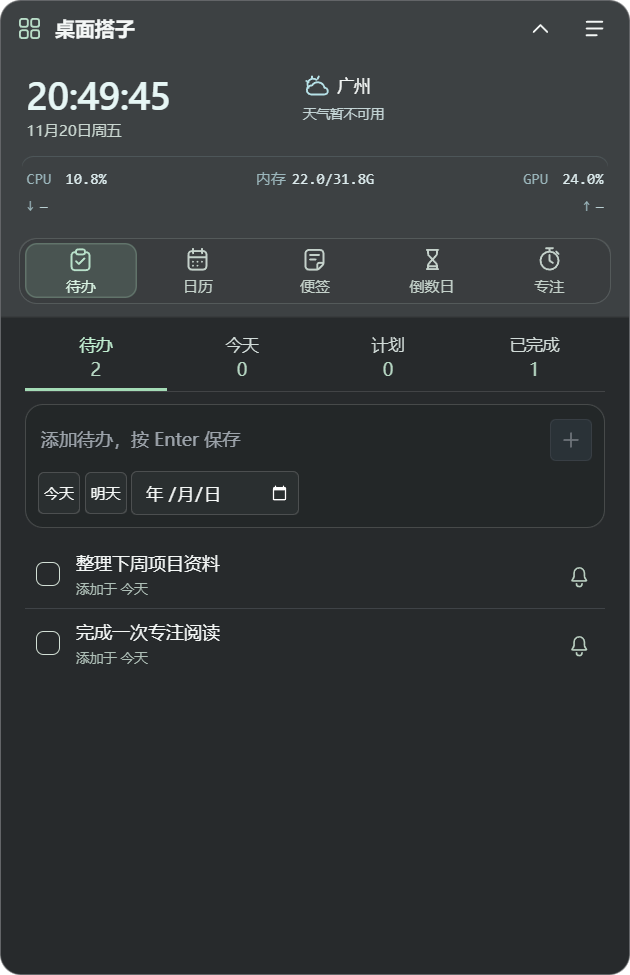 桌面搭子
20:49:45
11月20日周五
广州
天气暂不可用
CPU 10.8% 内存 22.0/31.8G GPU 24.0%
↓ – ↑ –
待办 日历 便签 倒数日 专注
待办 今天 计划 已完成
2 0 0 1
添加待办，按 Enter 保存
今天 明天 年 /月/日
整理下周项目资料
添加于 今天
完成一次专注阅读
添加于 今天